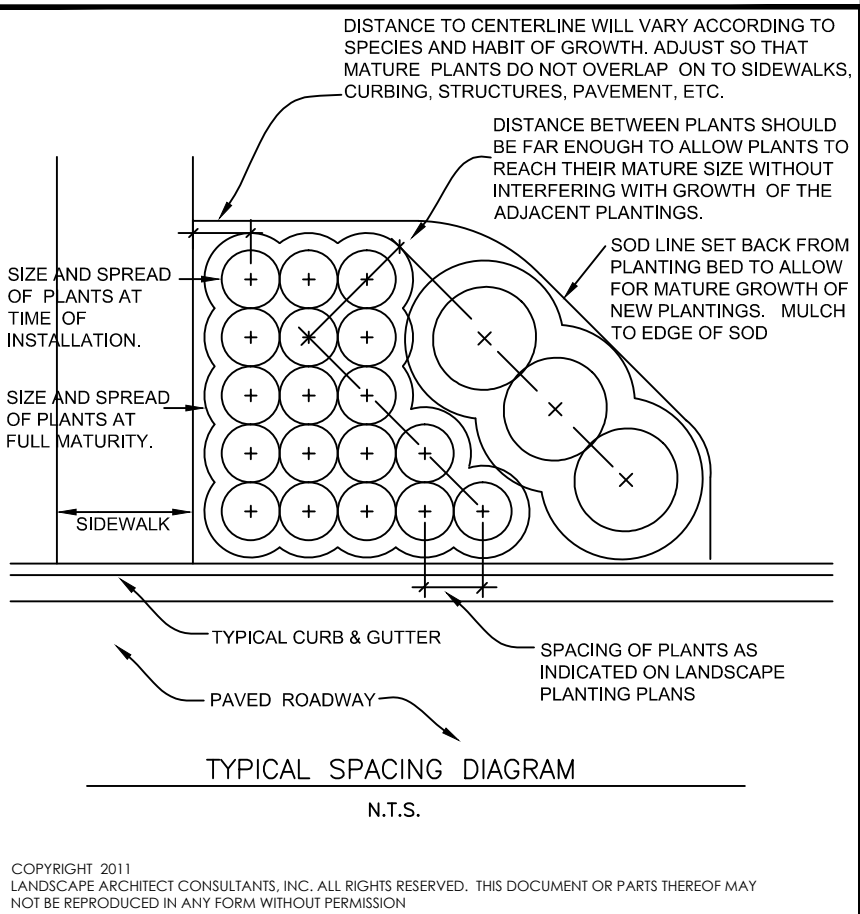 DISTANCE TO CENTERLINE WILL VARY ACCORDING TO
SPECIES AND HABIT OF GROWTH. ADJUST SO THAT
MATURE PLANTS DO NOT OVERLAP ON TO SIDEWALKS,
CURBING, STRUCTURES, PAVEMENT, ETC.
DISTANCE BETWEEN PLANTS SHOULD
BE FAR ENOUGH TO ALLOW PLANTS TO
REACH THEIR MATURE SIZE WITHOUT
INTERFERING WITH GROWTH OF THE
ADJACENT PLANTINGS.
SOD LINE SET BACK FROM
PLANTING BED TO ALLOW
FOR MATURE GROWTH OF
NEW PLANTINGS. MULCH
TO EDGE OF SOD
SIZE AND SPREAD
OF PLANTS AT
TIME OF
INSTALLATION.
SIZE AND SPREAD
OF PLANTS AT
FULL MATURITY.
SIDEWALK
TYPICAL CURB & GUTTER
SPACING OF PLANTS AS
INDICATED ON LANDSCAPE
PLANTING PLANS
PAVED ROADWAY
TYPICAL SPACING DIAGRAM
N.T.S.
COPYRIGHT 2011
LANDSCAPE ARCHITECT CONSULTANTS, INC. ALL RIGHTS RESERVED. THIS DOCUMENT OR PARTS THEREOF MAY
NOT BE REPRODUCED IN ANY FORM WITHOUT PERMISSION